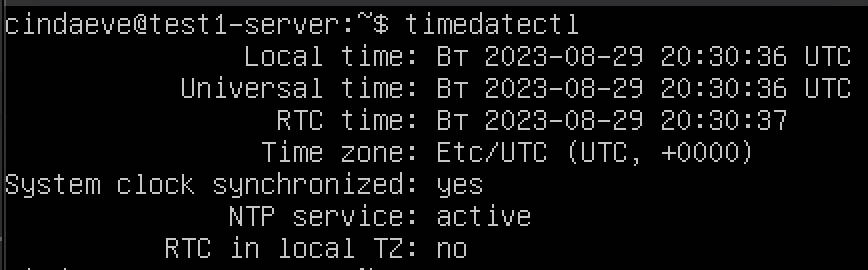 cindaeve@test1-server:~$ timedatectl
Local time: Вт 2023-08-29 20:30:36 UTC
Universal time: Вт 2023-08-29 20:30:36 UTC
RTC time: Вт 2023-08-29 20:30:37
Time zone: Etc/UTC (UTC, +0000)
System clock synchronized: yes
NTP service: active
RTC in local TZ: no